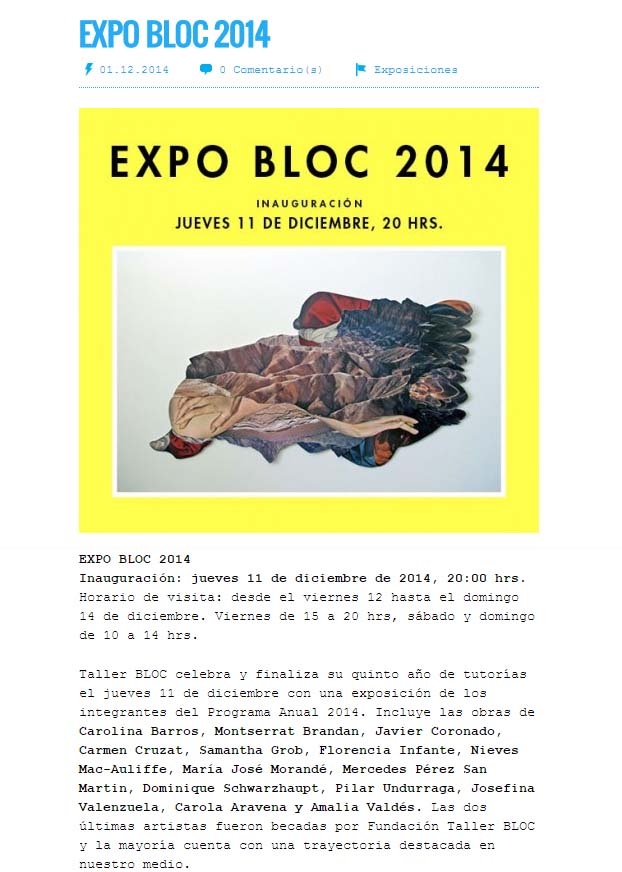 EXPO BLOC 2014
01.12.2014 0 Comentario(s) Exposiciones
EXPO BLOC 2014
INAUGURACIÓN
JUEVES 11 DE DICIEMBRE, 20 HRS.
EXPO BLOC 2014
Inauguración: jueves 11 de diciembre de 2014, 20:00 hrs.
Horario de visita: desde el viernes 12 hasta el domingo
14 de diciembre. Viernes de 15 a 20 hrs, sábado y domingo
de 10 a 14 hrs.
Taller BLOC celebra y finaliza su quinto año de tutorías
el jueves 11 de diciembre con una exposición de los
integrantes del Programa Anual 2014. Incluye las obras de
Carolina Barros, Montserrat Brandan, Javier Coronado,
Carmen Cruzat, Samantha Grob, Florencia Infante, Nieves
Mac-Auliffe, María José Morandé, Mercedes Pérez San
Martin, Dominique Schwarzhaupt, Pilar Undurraga, Josefina
Valenzuela, Carola Aravena y Amalia Valdés. Las dos
últimas artistas fueron becadas por Fundación Taller BLOC
y la mayoría cuenta con una trayectoria destacada en
nuestro medio.